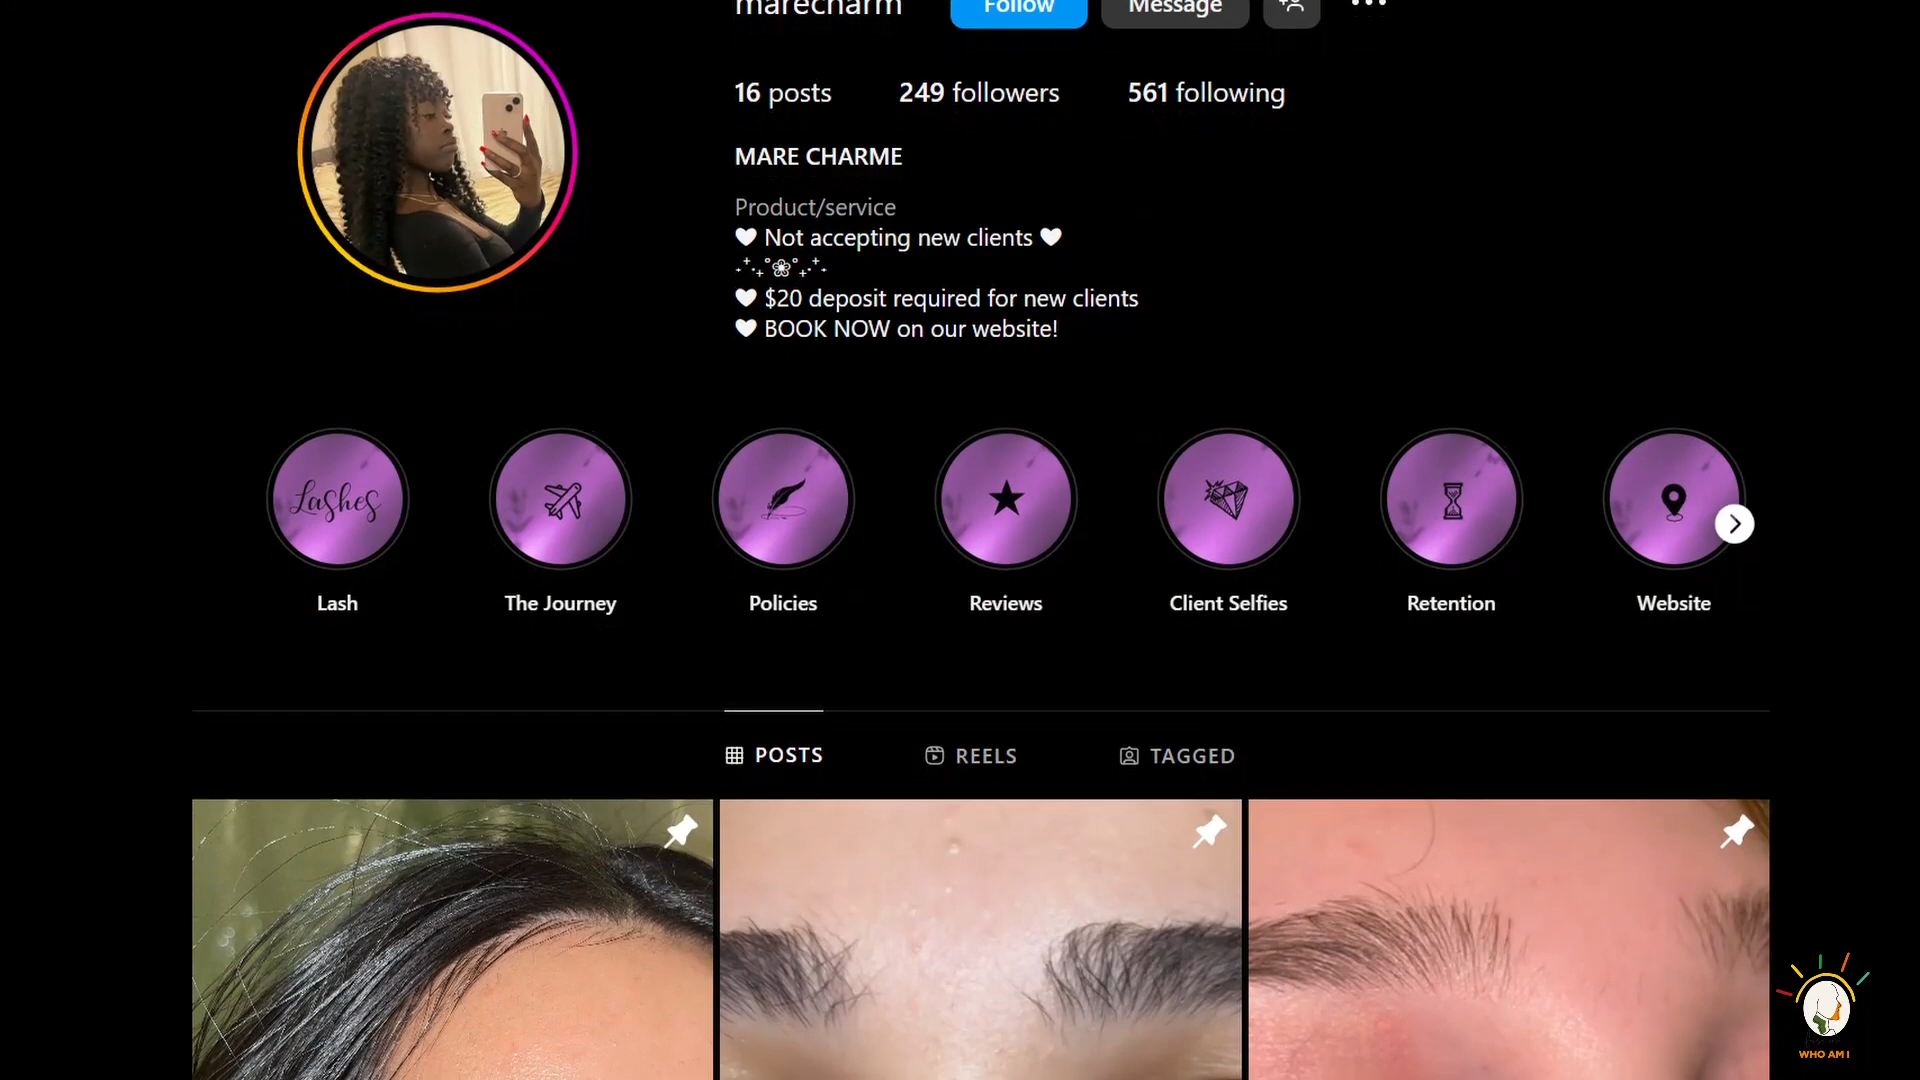 marecharm
Follow
Message
16 posts 249 followers 561 following
MARE CHARME
Product/service
🤍 Not accepting new clients 🤍
˖⁺‧₊˚❀˚₊‧⁺˖
🤍 $20 deposit required for new clients
🤍 BOOK NOW on our website!
Lashes
Lash
The Journey
Policies
Reviews
Client Selfies
Retention
Website
POSTS
REELS
TAGGED
WHO AM I